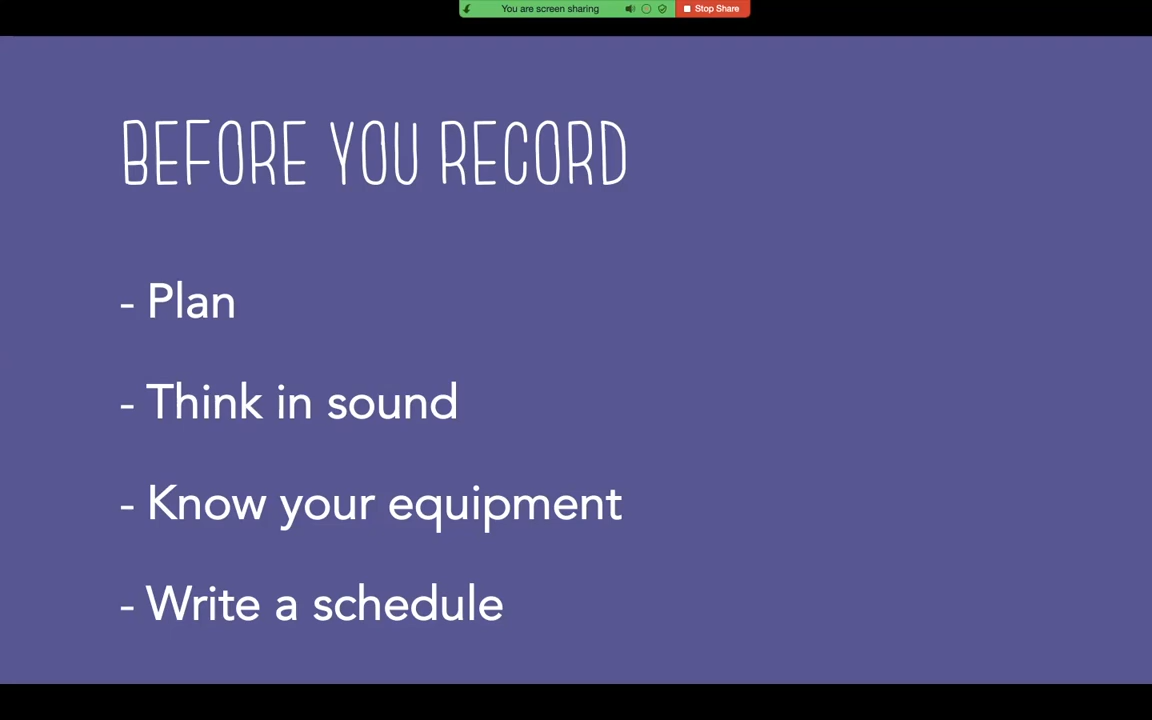 You are screen sharing
Stop Share
BEFORE YOU RECORD
- Plan
- Think in sound
- Know your equipment
- Write a schedule